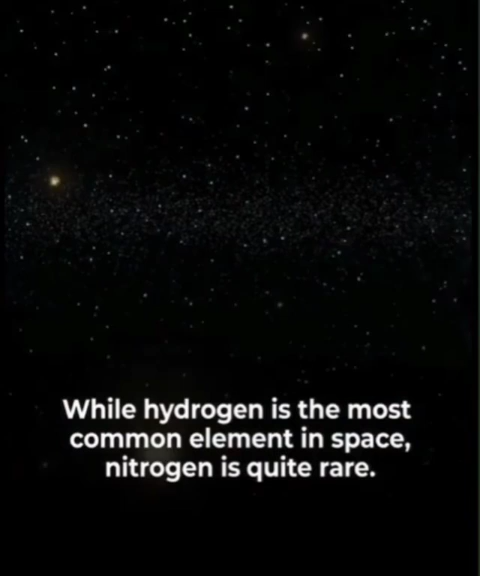 While hydrogen is the most
common element in space,
nitrogen is quite rare.